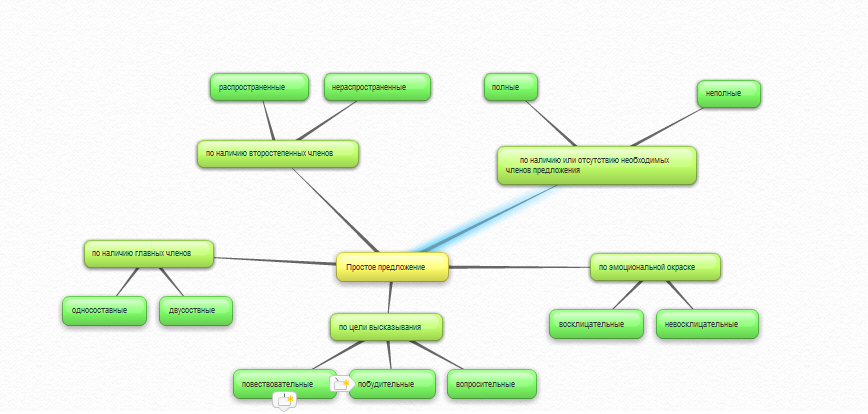 распространенные
нераспространенные
полные
неполные
по наличию второстепенных членов
по наличию или отсутствию необходимых
членов предложения
по наличию главных членов
Простое предложение
по эмоциональной окраске
односоставные
двусоствные
по цели высказывания
восклицательные
невосклицательные
повествовательные
побудительные
вопросительные